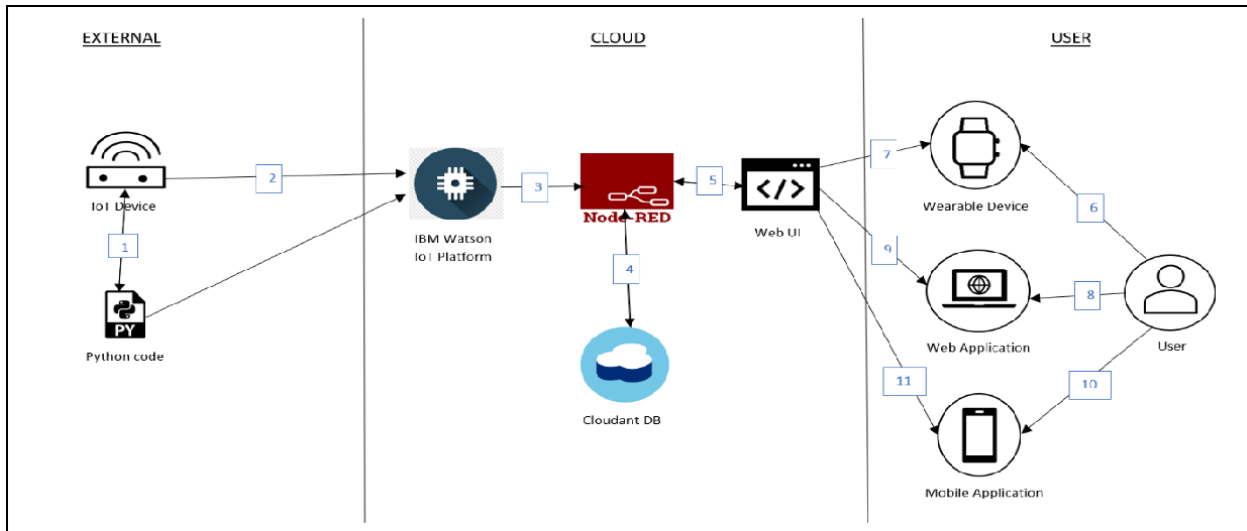 EXTERNAL
CLOUD
USER
IoT Device
1
2
PY
Python code
IBM Watson
IoT Platform
3
Node-RED
4
Cloudant DB
5
</>
Web UI
7
9
11
Wearable Device
6
Web Application
8
User
10
Mobile Application